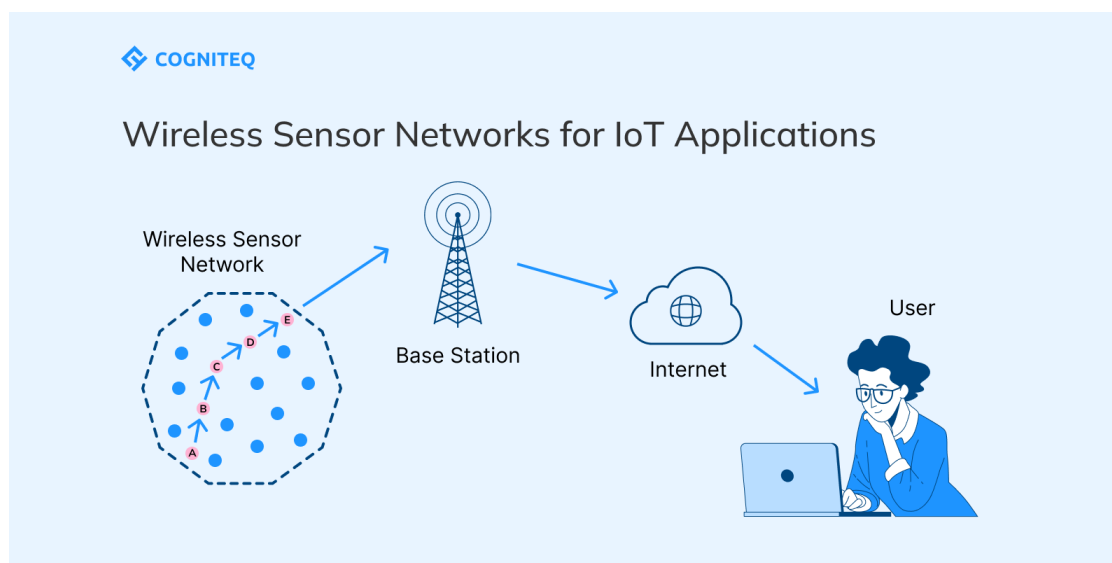 COGNITEQ
Wireless Sensor Networks for IoT Applications
Wireless Sensor
Network
E
D
C
B
A
Base Station
Internet
User